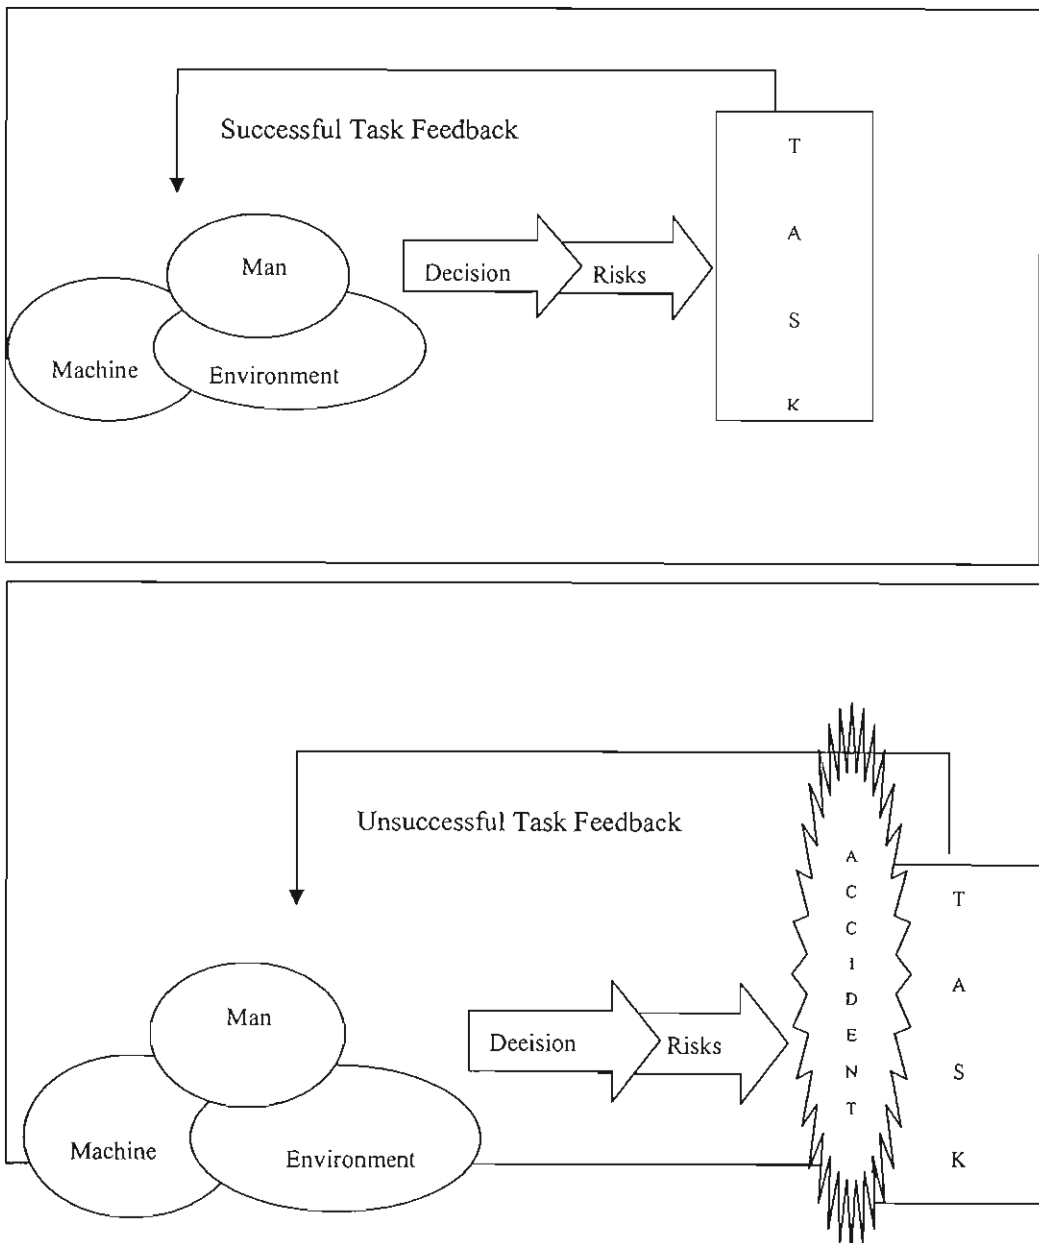 Successful Task Feedback
T
A
S
K
Man
Decision
Risks
Machine
Environment
Unsuccessful Task Feedback
A
C
C
I
D
E
N
T
T
A
S
K
Man
Deeision
Risks
Machine
Environment